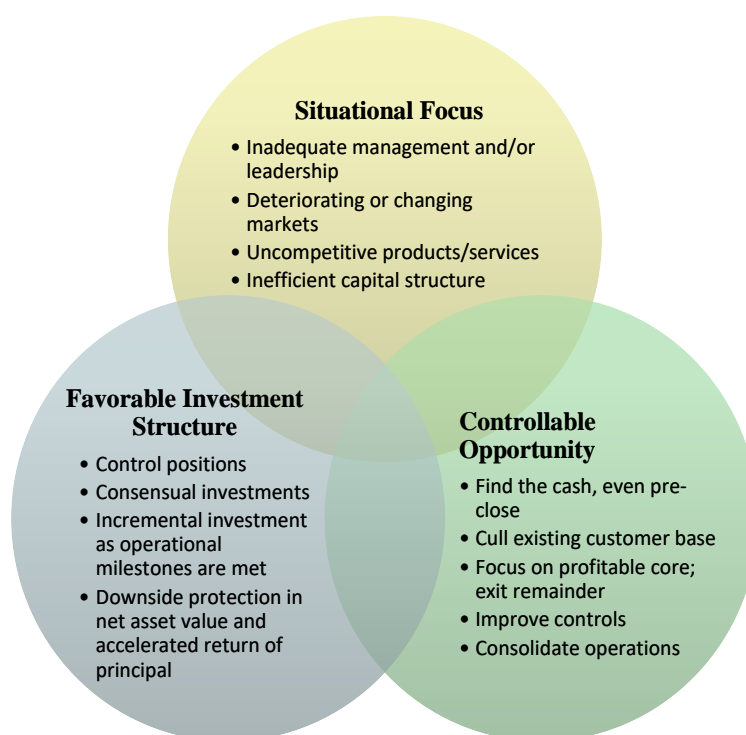 Situational Focus
• Inadequate management and/or
leadership
• Deteriorating or changing
markets
• Uncompetitive products/services
• Inefficient capital structure
Favorable Investment
Structure
• Control positions
• Consensual investments
• Incremental investment
as operational
milestones are met
• Downside protection in
net asset value and
accelerated return of
principal
Controllable
Opportunity
• Find the cash, even pre-
close
• Cull existing customer base
• Focus on profitable core;
exit remainder
• Improve controls
• Consolidate operations